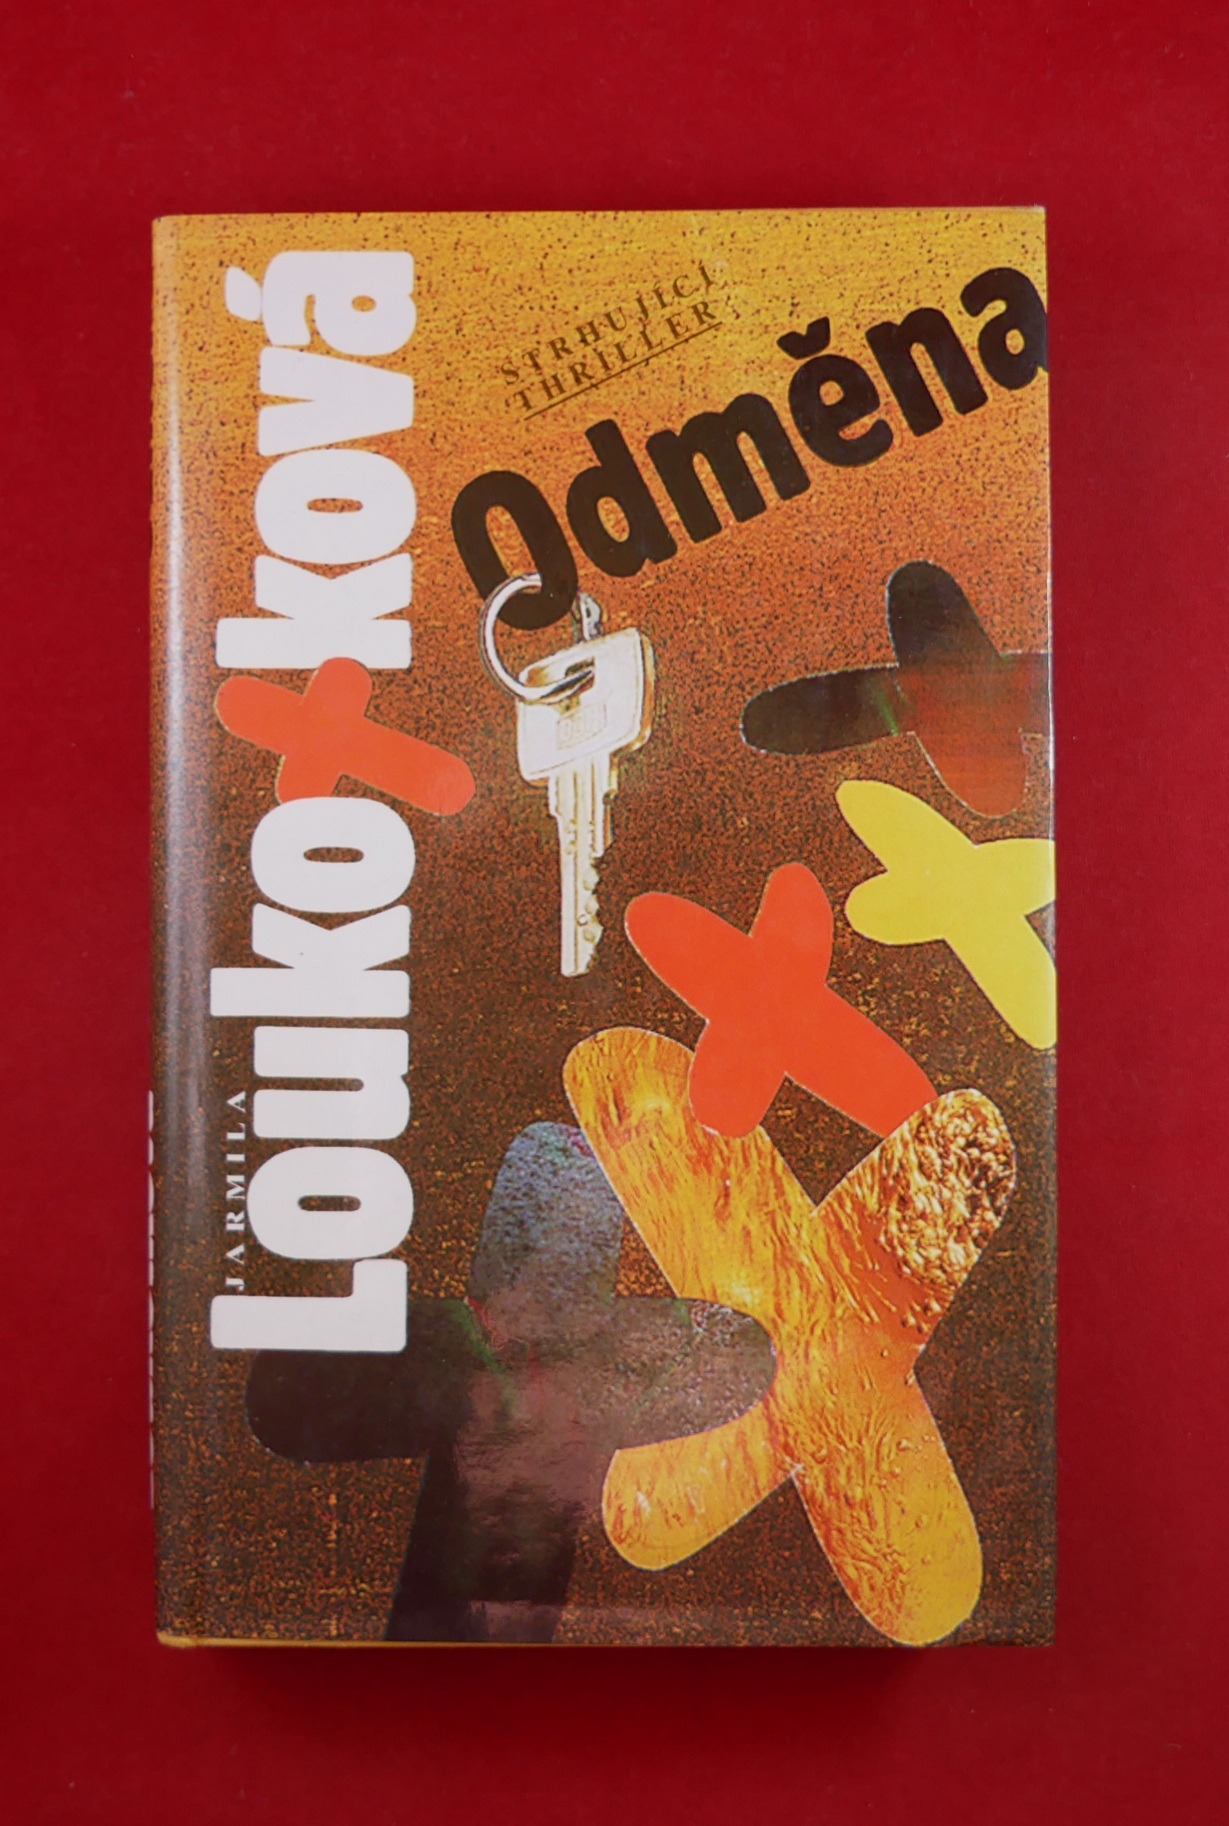 JARMILA
Loukotková
STRHUJÍCÍ
THRILLER
Odměna